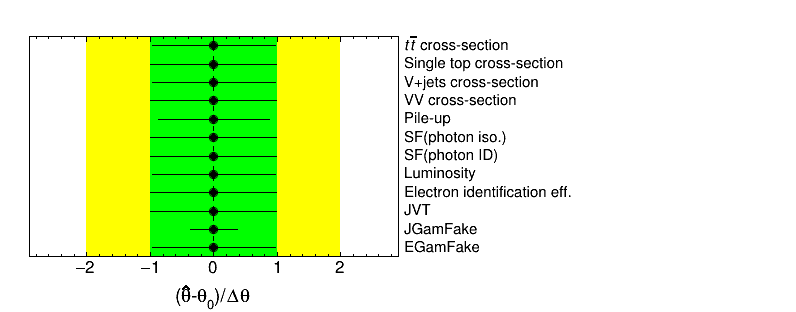 tt̄ cross-section
Single top cross-section
V+jets cross-section
VV cross-section
Pile-up
SF(photon iso.)
SF(photon ID)
Luminosity
Electron identification eff.
JVT
JGamFake
EGamFake
−2 −1 0 1 2
(θ̂-θ₀)/Δθ